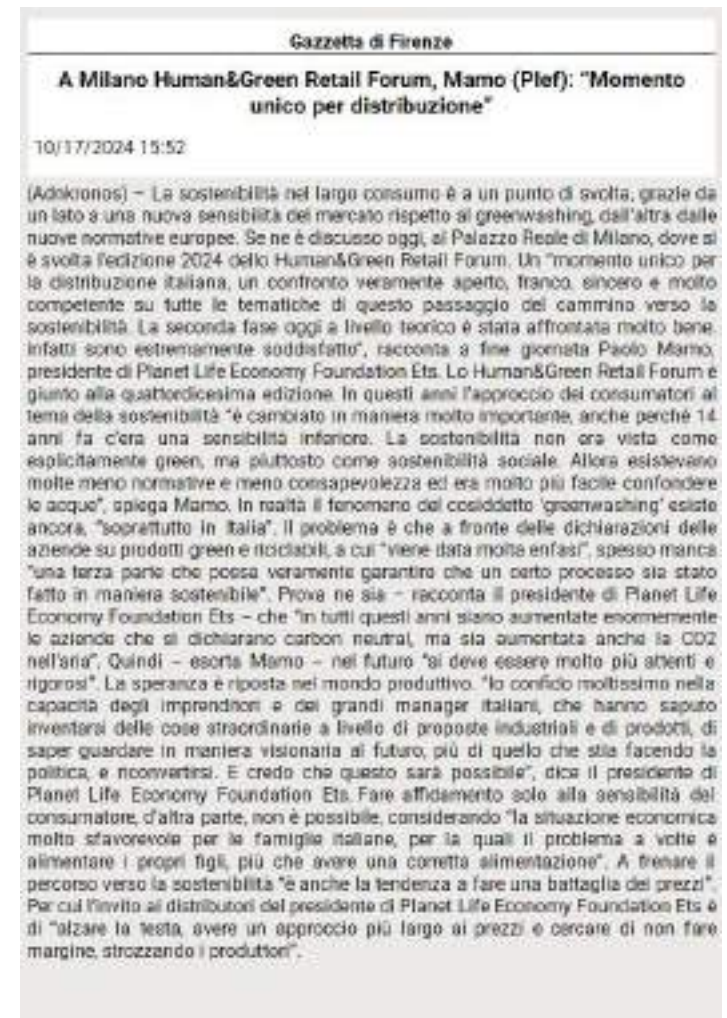 Gazzetta di Firenze
A Milano Human&Green Retail Forum, Mamo (Plef): "Momento
unico per distribuzione"
10/17/2024 15:52
(Adnkronos) – La sostenibilità nel largo consumo è a un punto di svolta, grazie da
un lato a una nuova sensibilità del mercato rispetto al greenwashing, dall'altra dalle
nuove normative europee. Se ne è discusso oggi, al Palazzo Reale di Milano, dove si
è svolta l'edizione 2024 dello Human&Green Retail Forum. Un "momento unico per
la distribuzione italiana, un confronto veramente aperto, franco, sincero e molto
competente su tutte le tematiche di questo passaggio del cammino verso la
sostenibilità. La seconda fase oggi a livello teorico è stata affrontata molto bene.
Infatti sono estremamente soddisfatto", racconta a fine giornata Paolo Mamo,
presidente di Planet Life Economy Foundation Ets. Lo Human&Green Retail Forum è
giunto alla quattordicesima edizione. In questi anni l'approccio dei consumatori al
tema della sostenibilità "è cambiato in maniera molto importante, anche perché 14
anni fa c'era una sensibilità inferiore. La sostenibilità non era vista come
esplicitamente green, ma piuttosto come sostenibilità sociale. Allora esistevano
molte meno normative e meno consapevolezza ed era molto più facile confondere
le acque", spiega Mamo. In realtà il fenomeno del cosiddetto 'greenwashing' esiste
ancora, "soprattutto in Italia". Il problema è che a fronte delle dichiarazioni delle
aziende su prodotti green e riciclabili, a cui "viene data molta enfasi", spesso manca
"una terza parte che possa veramente garantire che un certo processo sia stato
fatto in maniera sostenibile". Prova ne sia – racconta il presidente di Planet Life
Economy Foundation Ets – che "in tutti questi anni siano aumentate enormemente
le aziende che si dichiarano carbon neutral, ma sia aumentata anche la CO2
nell'aria". Quindi – esorta Mamo – nel futuro "si deve essere molto più attenti e
rigorosi". La speranza è riposta nel mondo produttivo. "Io confido moltissimo nella
capacità degli imprenditori e dei grandi manager italiani, che hanno saputo
inventarsi delle cose straordinarie a livello di proposte industriali e di prodotti, di
saper guardare in maniera visionaria al futuro, più di quello che stia facendo la
politica, e riconvertirsi. E credo che questo sarà possibile", dice il presidente di
Planet Life Economy Foundation Ets. Fare affidamento solo alla sensibilità del
consumatore, d'altra parte, non è possibile, considerando "la situazione economica
molto sfavorevole per le famiglie italiane, per la quali il problema a volte è
alimentare i propri figli, più che avere una corretta alimentazione". A frenare il
percorso verso la sostenibilità "è anche la tendenza a fare una battaglia dei prezzi".
Per cui l'invito ai distributori del presidente di Planet Life Economy Foundation Ets è
di "alzare la testa, avere un approccio più largo ai prezzi e cercare di non fare
margine, strozzando i produttori".